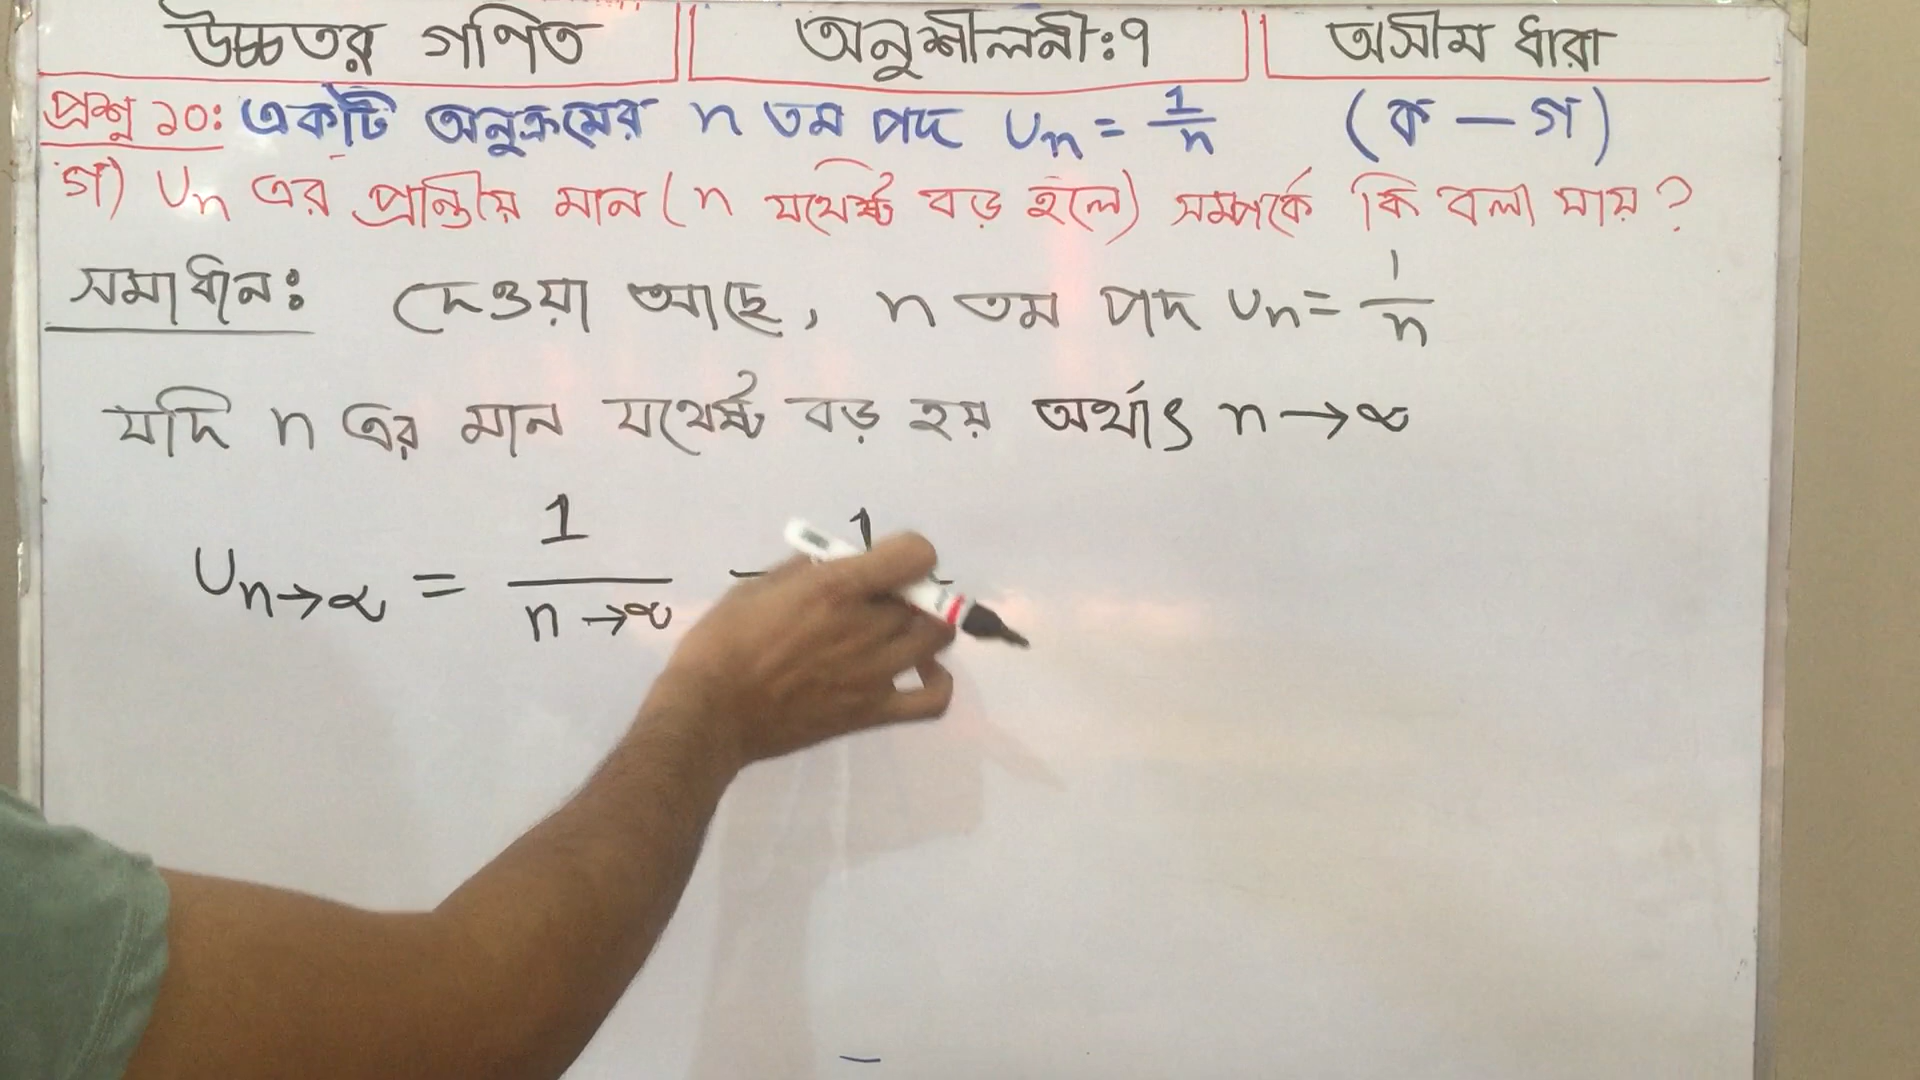 উচ্চতর গণিত || অনুশীলনী: ৭ || অসীম ধারা
প্রশ্ন ১০: একটি অনুক্রমের n তম পদ Un = 1/n (ক – গ)
গ) Un এর প্রান্তীয় মান (n যথেষ্ট বড় হলে) সম্পর্কে কি বলা যায়?
সমাধান: দেওয়া আছে, n তম পদ Un = 1/n
যদি n এর মান যথেষ্ট বড় হয় অর্থাৎ n→∞
Un→∞ = 1/n→∞ 1